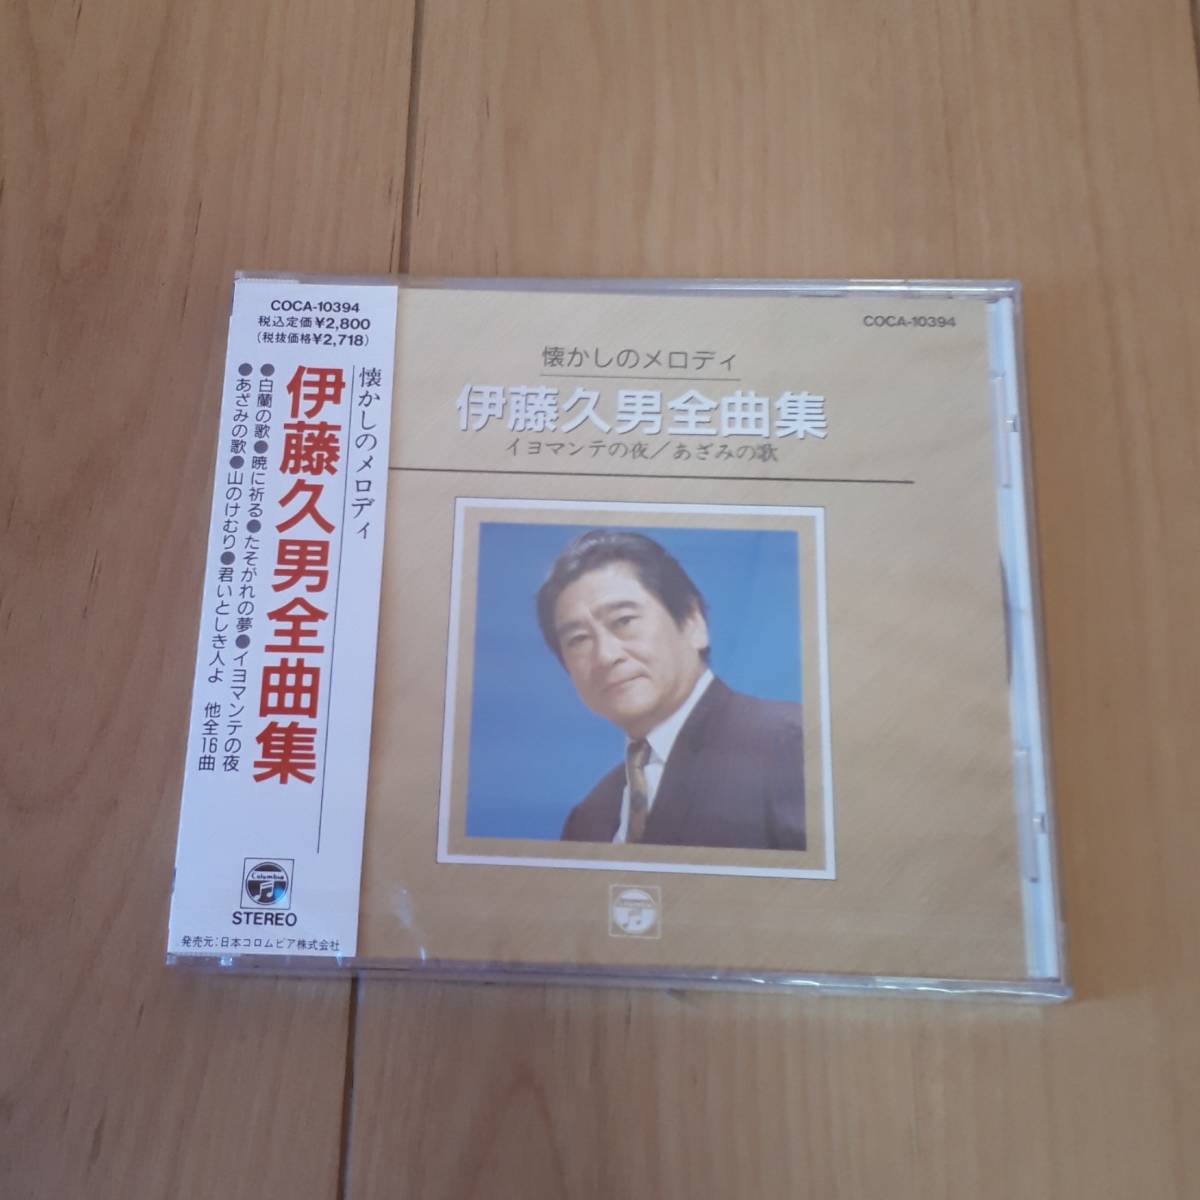 COCA-10394
税込定価¥2,800
(税抜価格¥2,718)
懐かしのメロディ
伊藤久男全曲集
●白蘭の歌●暁に祈る●たそがれの夢●イヨマンテの夜
●あざみの歌●山のけむり●君いとしき人よ 他全16曲
Columbia
STEREO
発売元:日本コロムビア株式会社
COCA-10394
懐かしのメロディ
伊藤久男全曲集
イヨマンテの夜/あざみの歌